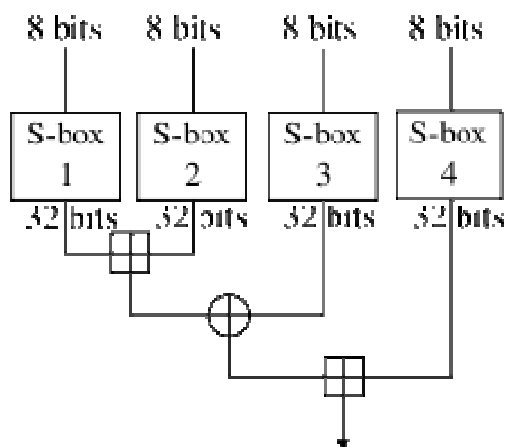 8 bits 8 bits 8 bits 8 bits
S-box S-box S-box S-box
1 2 3 4
32 bits 32 bits 32 bits 32 bits